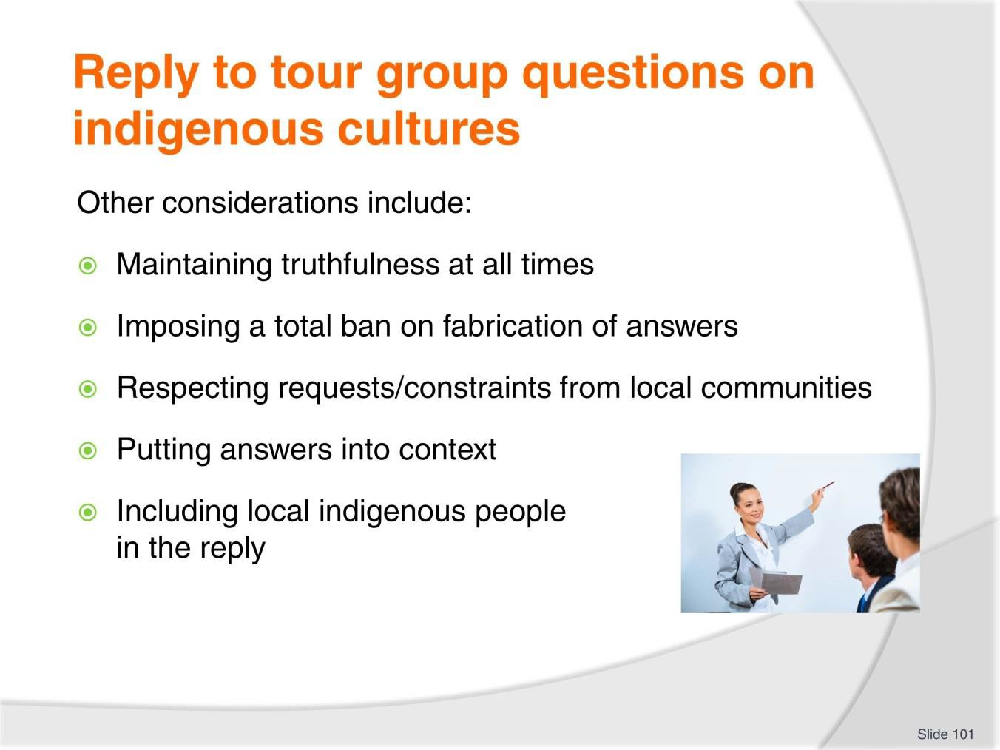 Reply to tour group questions on
indigenous cultures
Other considerations include:
Maintaining truthfulness at all times
Imposing a total ban on fabrication of answers
Respecting requests/constraints from local communities
Putting answers into context
Including local indigenous people
in the reply
Slide 101